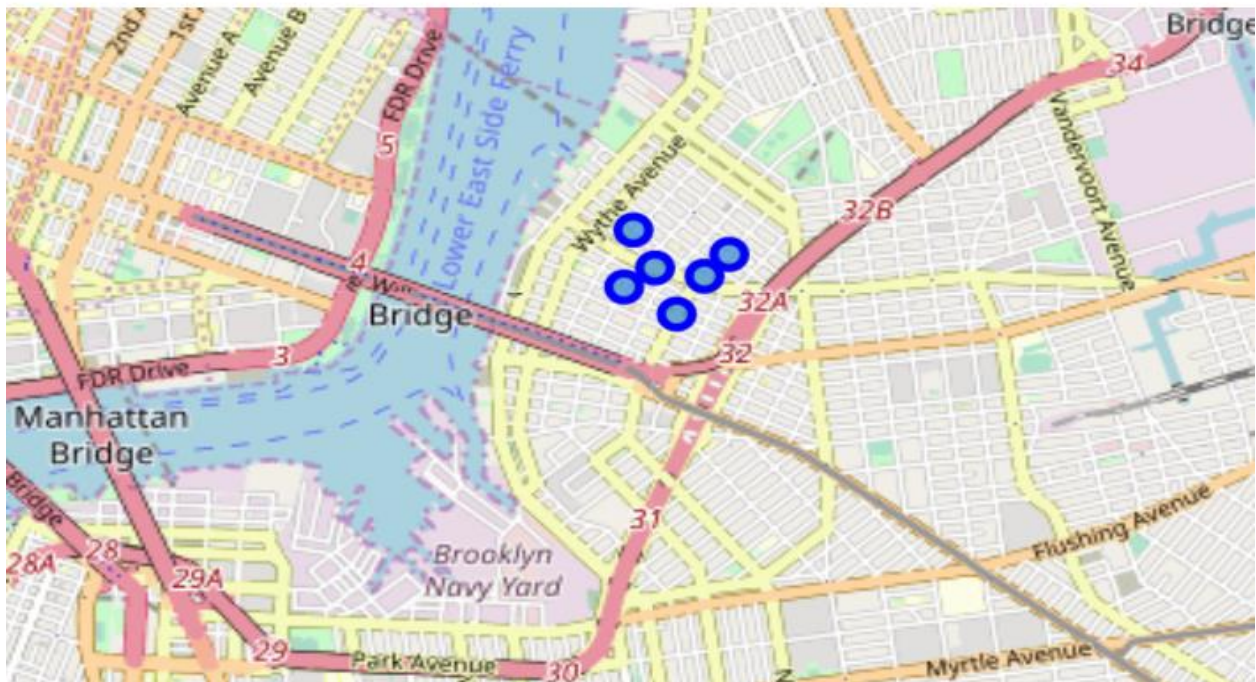 2nd A
1st A
Avenue A
Avenue B
FDR Drive
5
Lower East Side Ferry
Wythe Avenue
Bridge
34
Vandervoort Avenue
32B
4
Bridge
32A
32
3
FDR Drive
Manhattan
Bridge
Bridge
31
Flushing Avenue
28
28A
29A
Brooklyn
Navy Yard
29
Park Avenue
30
Myrtle Avenue
N